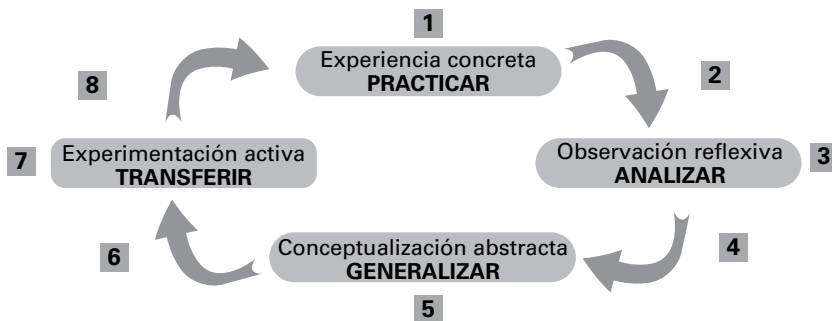 1
Experiencia concreta
PRACTICAR
2
8
Observación reflexiva
ANALIZAR
3
7
Experimentación activa
TRANSFERIR
4
6
Conceptualización abstracta
GENERALIZAR
5